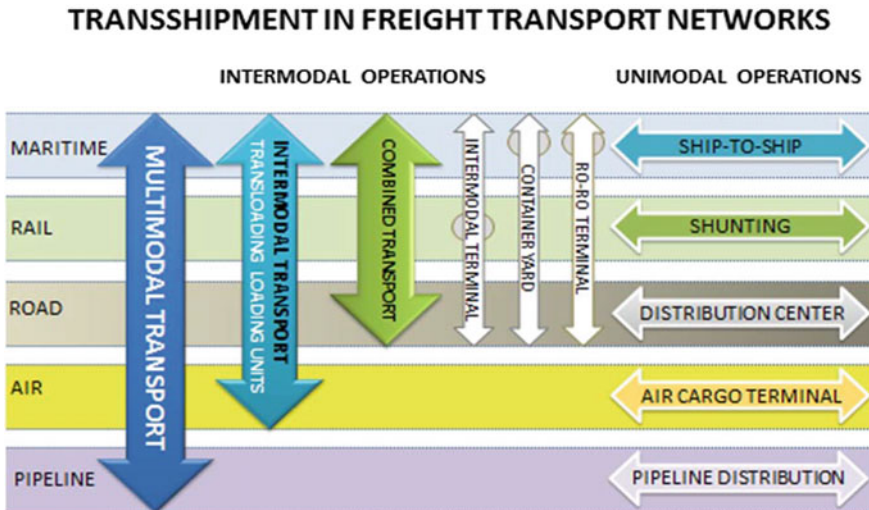 TRANSSHIPMENT IN FREIGHT TRANSPORT NETWORKS
INTERMODAL OPERATIONS
UNIMODAL OPERATIONS
MARITIME
RAIL
ROAD
AIR
PIPELINE
MULTIMODAL TRANSPORT
INTERMODAL TRANSPORT
TRANSLOADING LOADING UNITS
COMBINED TRANSPORT
INTERMODAL TERMINAL
CONTAINER YARD
RO-RO TERMINAL
SHIP-TO-SHIP
SHUNTING
DISTRIBUTION CENTER
AIR CARGO TERMINAL
PIPELINE DISTRIBUTION